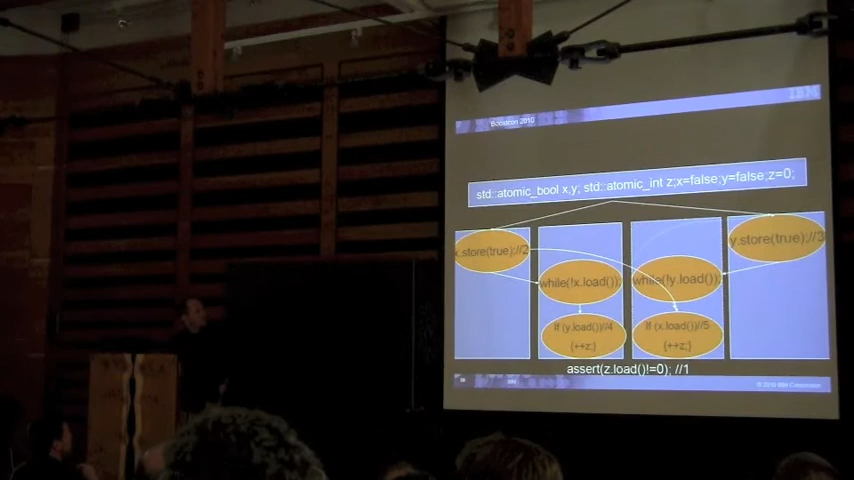 IBM
Boostcon 2010
std::atomic_bool x,y; std::atomic_int z;x=false;y=false;z=0;
x.store(true);//2
y.store(true);//3
while(!x.load());
while(!y.load());
If (y.load())//4
{++z;}
If (x.load())//5
{++z;}
assert(z.load()!=0); //1
© 2010 IBM Corporation